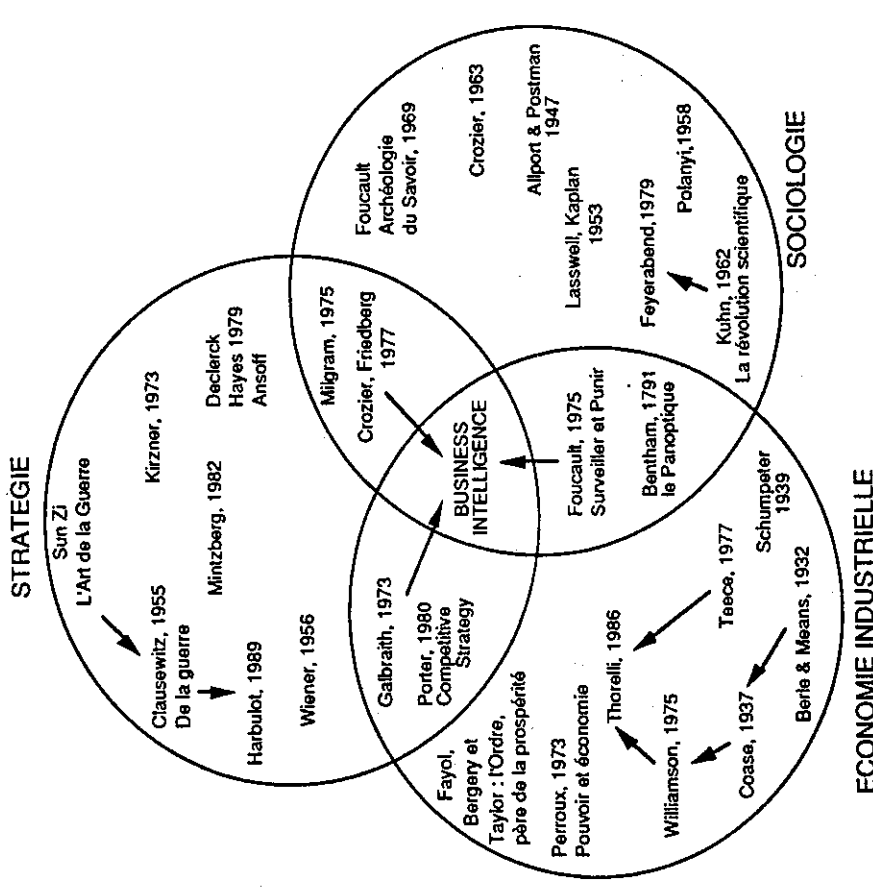 STRATEGIE
Sun Zi
L'Art de la Guerre
Clausewitz, 1955
De la guerre
Kirzner, 1973
Harbulot, 1989
Mintzberg, 1982
Declerck
Hayes 1979
Ansoff
Wiener, 1956
Galbraith, 1973
Porter, 1980
Competitive
Strategy
Milgram, 1975
Crozier, Friedberg
1977
BUSINESS
INTELLIGENCE
Foucault
Archéologie
du Savoir, 1969
Crozier, 1963
Allport & Postman
1947
Lasswell, Kaplan
1953
Feyerabend,1979
Polanyi,1958
Kuhn, 1962
La révolution scientifique
SOCIOLOGIE
Foucault, 1975
Surveiller et Punir
Bentham, 1791
le Panoptique
Fayol,
Bergery et
Taylor : l'Ordre,
père de la prospérité
Perroux, 1973
Pouvoir et économie
Thorelli, 1986
Williamson, 1975
Teece, 1977
Schumpeter
1939
Coase, 1937
Berle & Means, 1932
ECONOMIE INDUSTRIELLE